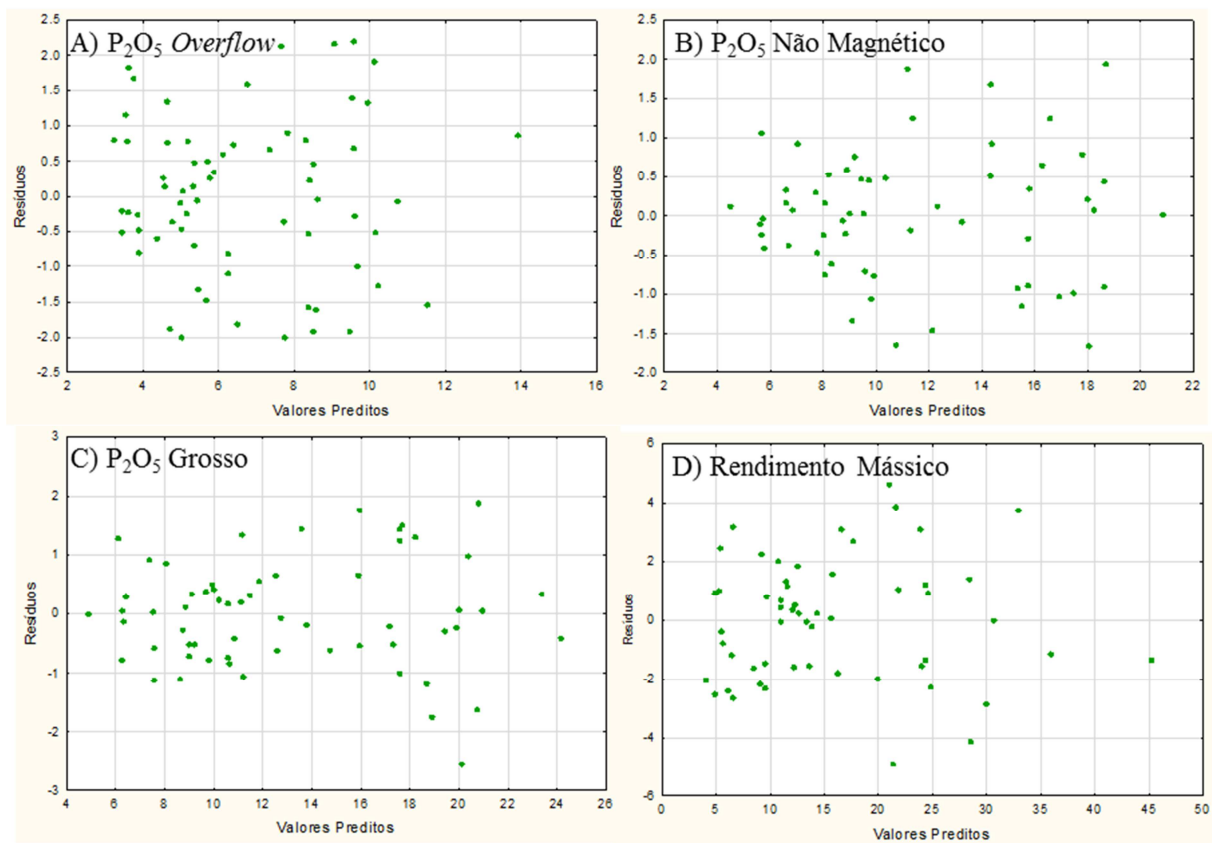 A) P₂O₅ Overflow
2.5
2.0
1.5
1.0
0.5
0.0
-0.5
-1.0
-1.5
-2.0
-2.5
Resíduos
2 4 6 8 10 12 14 16
Valores Preditos
B) P₂O₅ Não Magnético
2.5
2.0
1.5
1.0
0.5
0.0
-0.5
-1.0
-1.5
-2.0
Resíduos
2 4 6 8 10 12 14 16 18 20 22
Valores Preditos
C) P₂O₅ Grosso
3
2
1
0
-1
-2
-3
Resíduos
4 6 8 10 12 14 16 18 20 22 24 26
Valores Preditos
D) Rendimento Mássico
6
4
2
0
-2
-4
-6
Resíduos
0 5 10 15 20 25 30 35 40 45 50
Valores Preditos